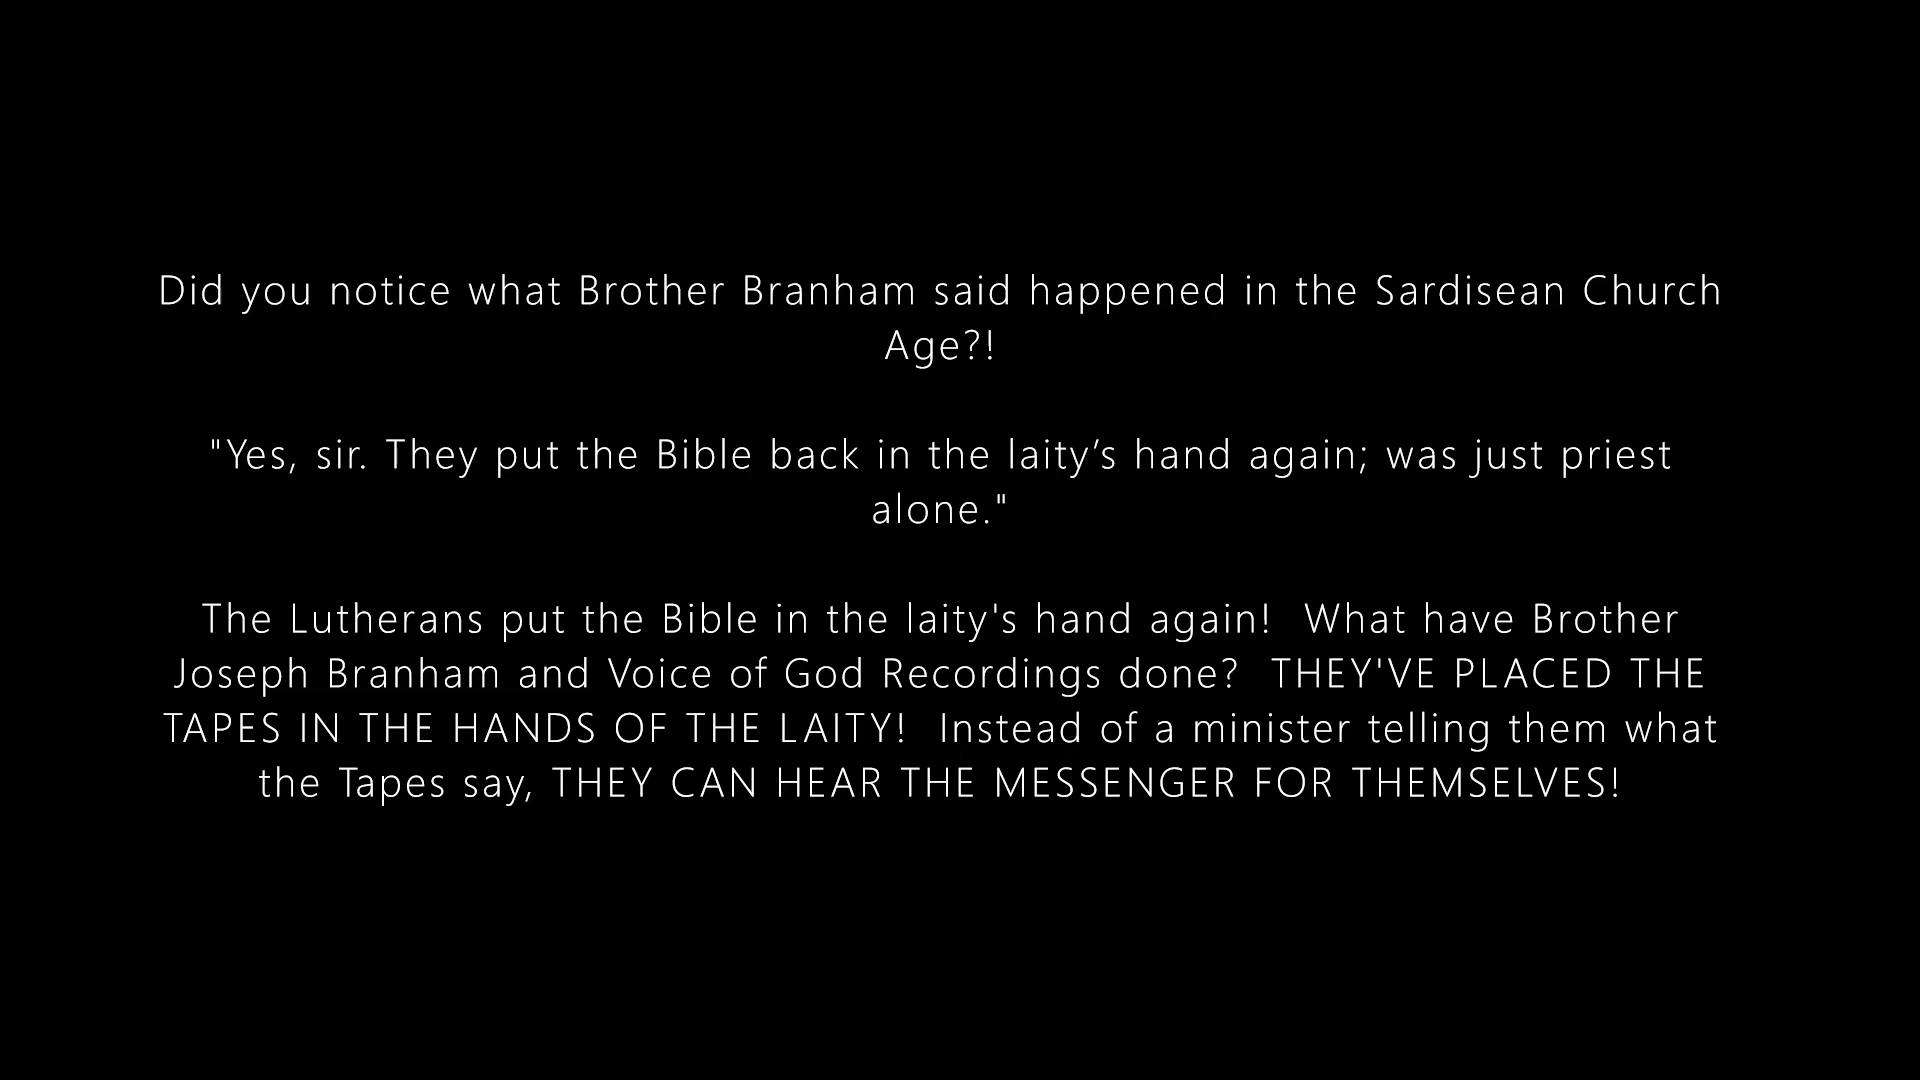 Did you notice what Brother Branham said happened in the Sardisean Church
Age?!
"Yes, sir. They put the Bible back in the laity’s hand again; was just priest
alone."
The Lutherans put the Bible in the laity's hand again!  What have Brother
Joseph Branham and Voice of God Recordings done?  THEY'VE PLACED THE
TAPES IN THE HANDS OF THE LAITY!  Instead of a minister telling them what
the Tapes say, THEY CAN HEAR THE MESSENGER FOR THEMSELVES!